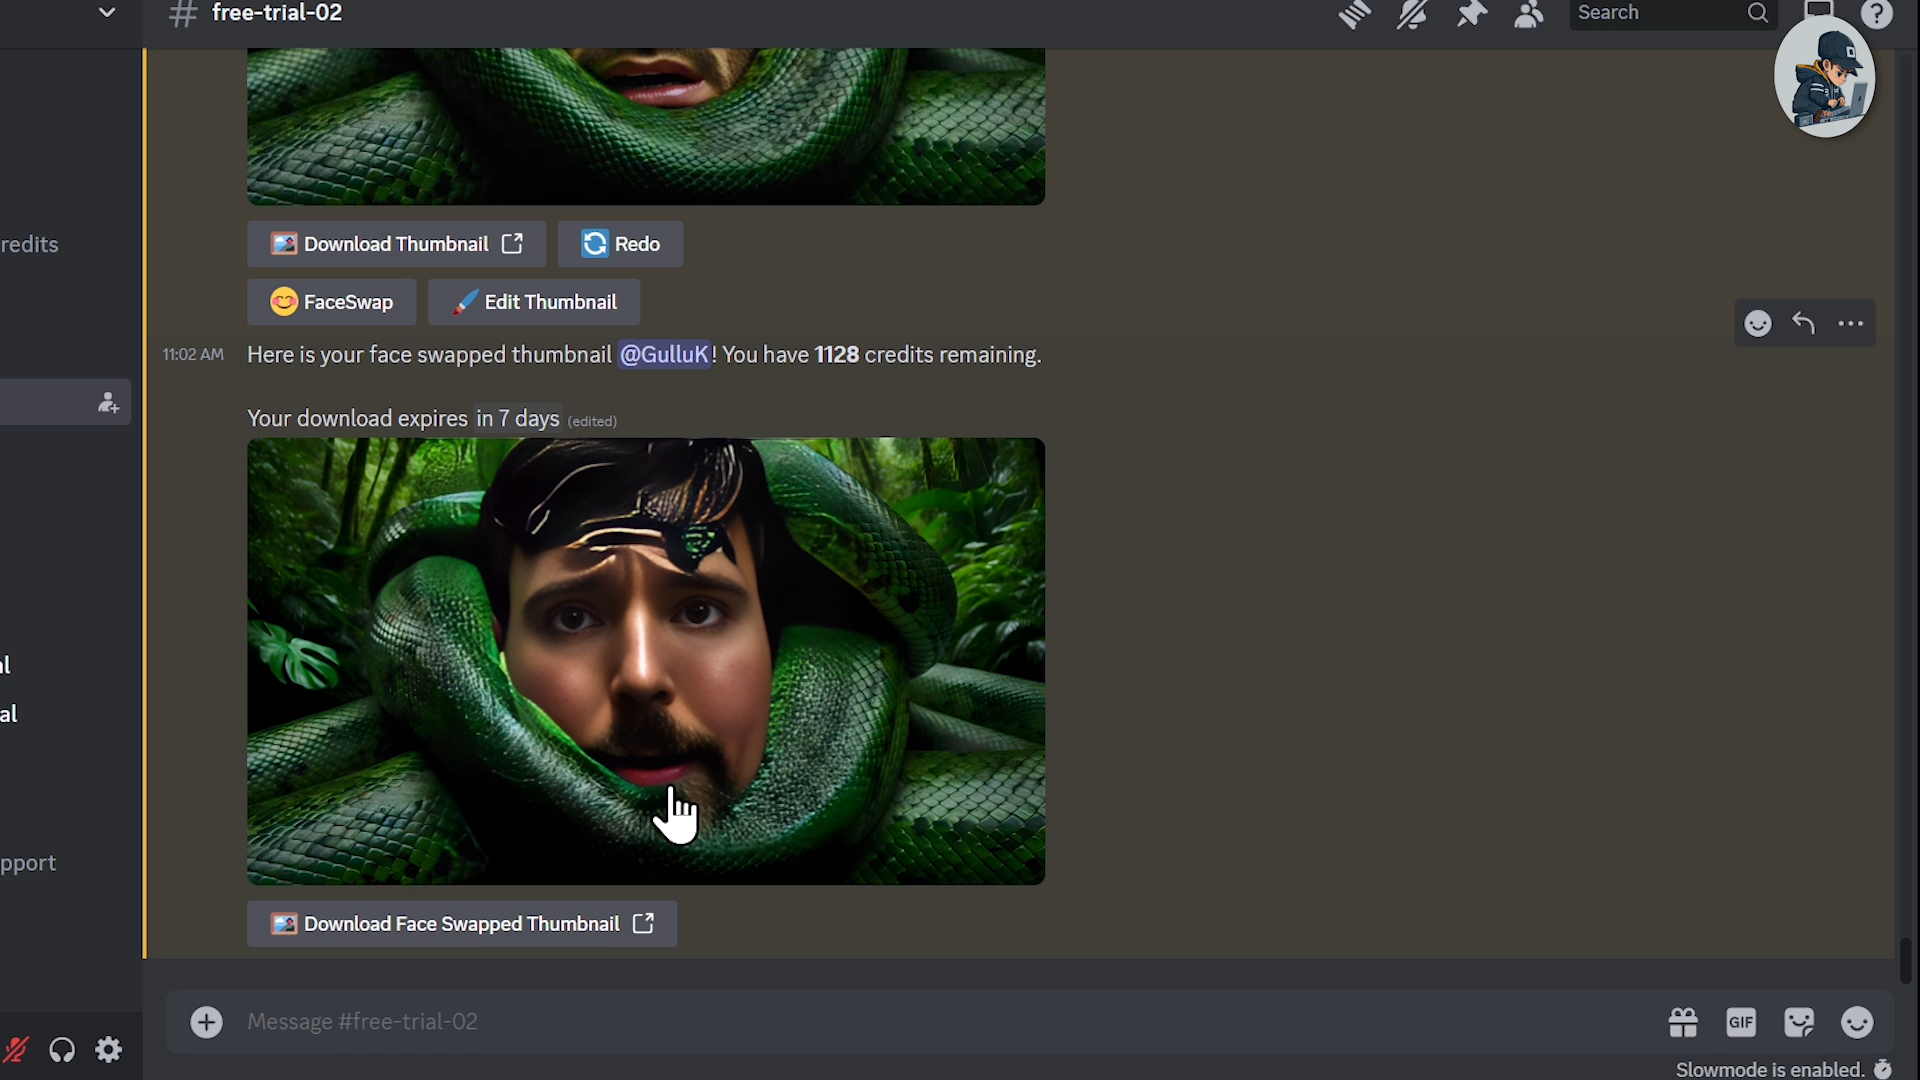 free-trial-02
Search
Download Thumbnail
Redo
FaceSwap
Edit Thumbnail
redits
11:02 AM
Here is your face swapped thumbnail @GulluK! You have 1128 credits remaining.
Your download expires in 7 days (edited)
al
al
pport
Download Face Swapped Thumbnail
Message #free-trial-02
GIF
Slowmode is enabled.